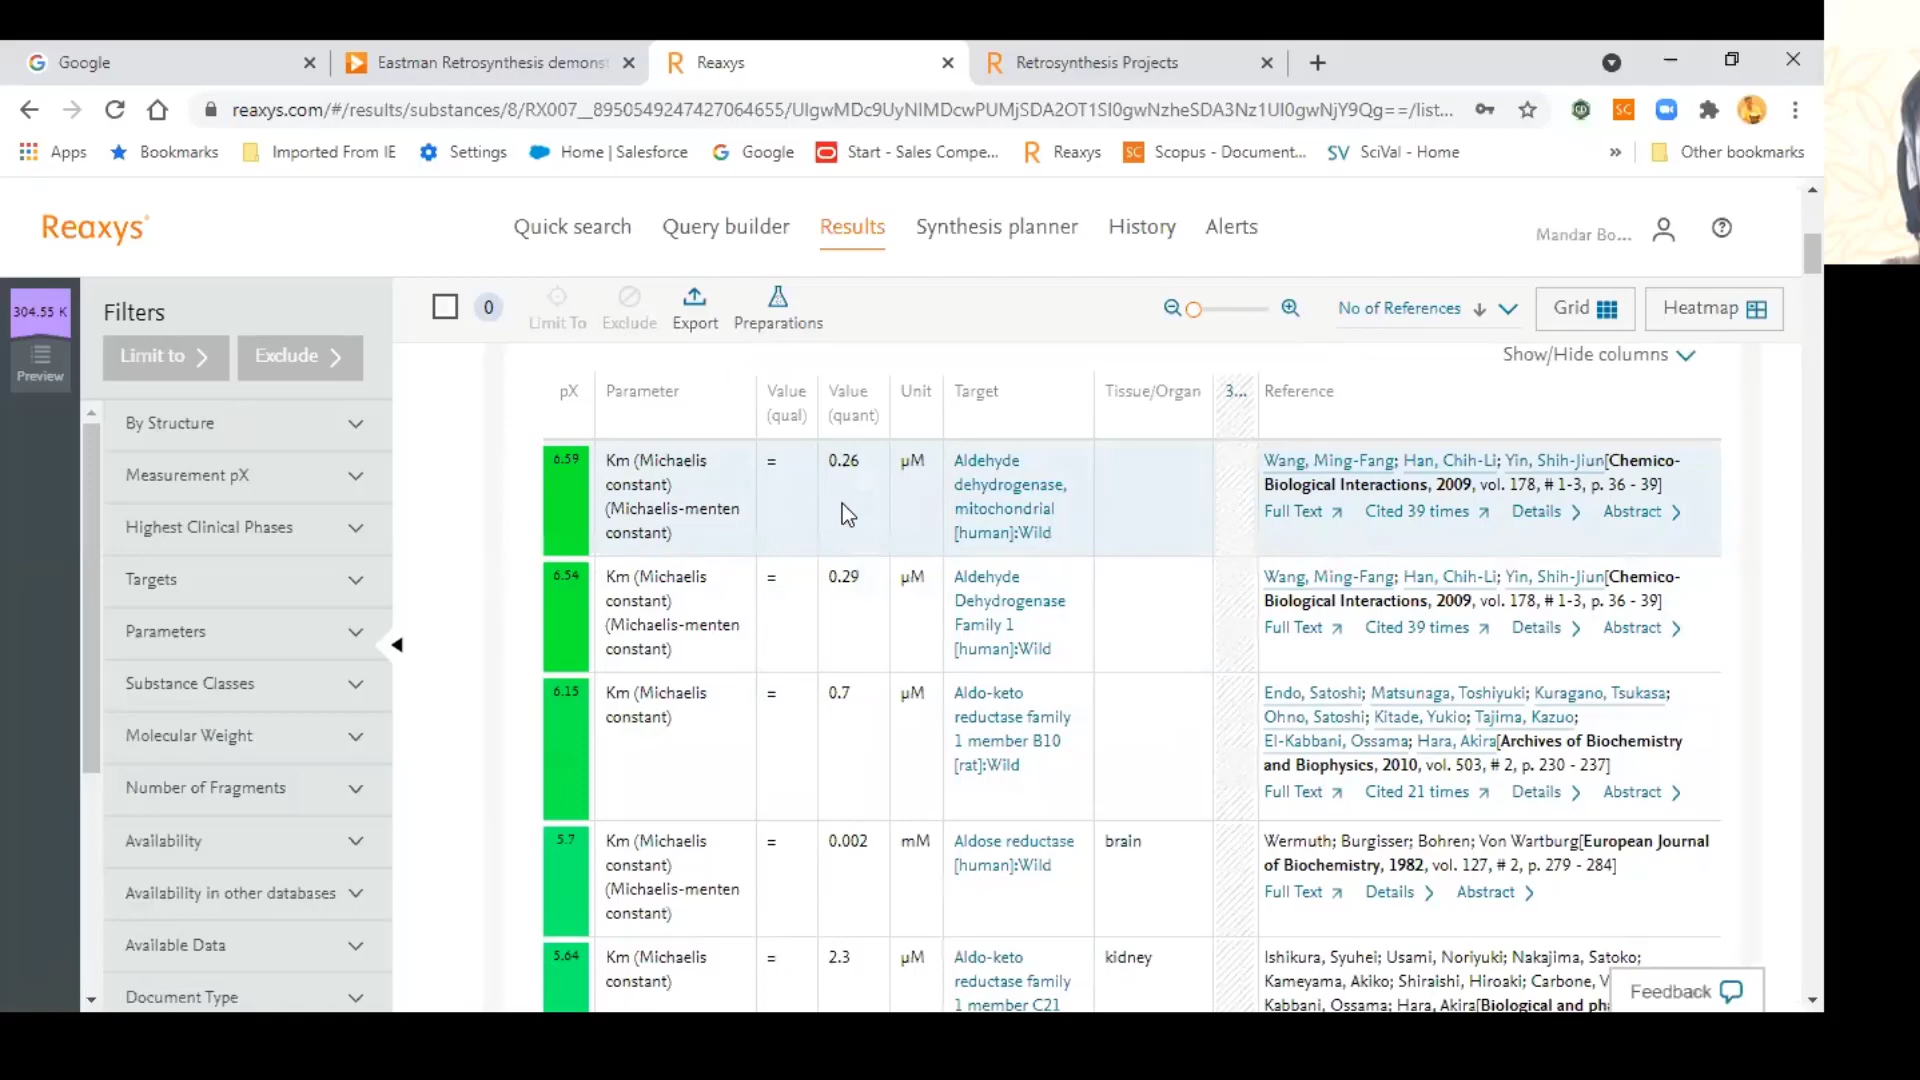 Google
Eastman Retrosynthesis demons
Reaxys
Retrosynthesis Projects
reaxys.com/#/results/substances/8/RX007__8950549247427064655/UlgwMDc9UyNIMDcwPUMjSDA2OT1SI0gwNzheSDA3Nz1UI0gwNjY9Qg==/list...
Apps
Bookmarks
Imported From IE
Settings
Home | Salesforce
Google
Start - Sales Compe...
Reaxys
SC
Scopus - Document...
SV
SciVal - Home
»
Other bookmarks
Reaxys
Quick search
Query builder
Results
Synthesis planner
History
Alerts
Mandar Bo...
304.55 K
Preview
Filters
Limit to
Exclude
By Structure
Measurement pX
Highest Clinical Phases
Targets
Parameters
Substance Classes
Molecular Weight
Number of Fragments
Availability
Availability in other databases
Available Data
Document Type
0
Limit To
Exclude
Export
Preparations
No of References
Grid
Heatmap
Show/Hide columns
pX Parameter Value (qual) Value (quant) Unit Target Tissue/Organ 3... Reference
6.59
Km (Michaelis
constant)
(Michaelis-menten
constant)
=
0.26
µM
Aldehyde
dehydrogenase,
mitochondrial
[human]:Wild
Wang, Ming-Fang; Han, Chih-Li; Yin, Shih-Jiun[Chemico-
Biological Interactions, 2009, vol. 178, # 1-3, p. 36 - 39]
Full Text Cited 39 times Details Abstract
6.54
Km (Michaelis
constant)
(Michaelis-menten
constant)
=
0.29
µM
Aldehyde
Dehydrogenase
Family 1
[human]:Wild
Wang, Ming-Fang; Han, Chih-Li; Yin, Shih-Jiun[Chemico-
Biological Interactions, 2009, vol. 178, # 1-3, p. 36 - 39]
Full Text Cited 39 times Details Abstract
6.15
Km (Michaelis
constant)
=
0.7
µM
Aldo-keto
reductase family
1 member B10
[rat]:Wild
Endo, Satoshi; Matsunaga, Toshiyuki; Kuragano, Tsukasa;
Ohno, Satoshi; Kitade, Yukio; Tajima, Kazuo;
El-Kabbani, Ossama; Hara, Akira[Archives of Biochemistry
and Biophysics, 2010, vol. 503, # 2, p. 230 - 237]
Full Text Cited 21 times Details Abstract
5.7
Km (Michaelis
constant)
(Michaelis-menten
constant)
=
0.002
mM
Aldose reductase
[human]:Wild
brain
Wermuth; Burgisser; Bohren; Von Wartburg[European Journal
of Biochemistry, 1982, vol. 127, # 2, p. 279 - 284]
Full Text Details Abstract
5.64
Km (Michaelis
constant)
=
2.3
µM
Aldo-keto
reductase family
1 member C21
kidney
Ishikura, Syuhei; Usami, Noriyuki; Nakajima, Satoko;
Kameyama, Akiko; Shiraishi, Hiroaki; Carbone, V
Kabbani, Ossama; Hara, Akira[Biological and ph
Feedback